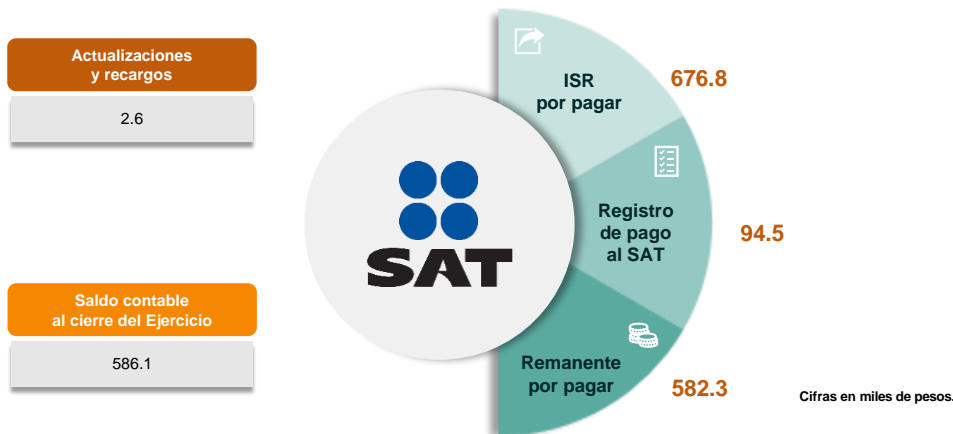 Actualizaciones
y recargos
2.6
Saldo contable
al cierre del Ejercicio
586.1
SAT
ISR
por pagar
676.8
Registro
de pago
al SAT
94.5
Remanente
por pagar
582.3
Cifras en miles de pesos.